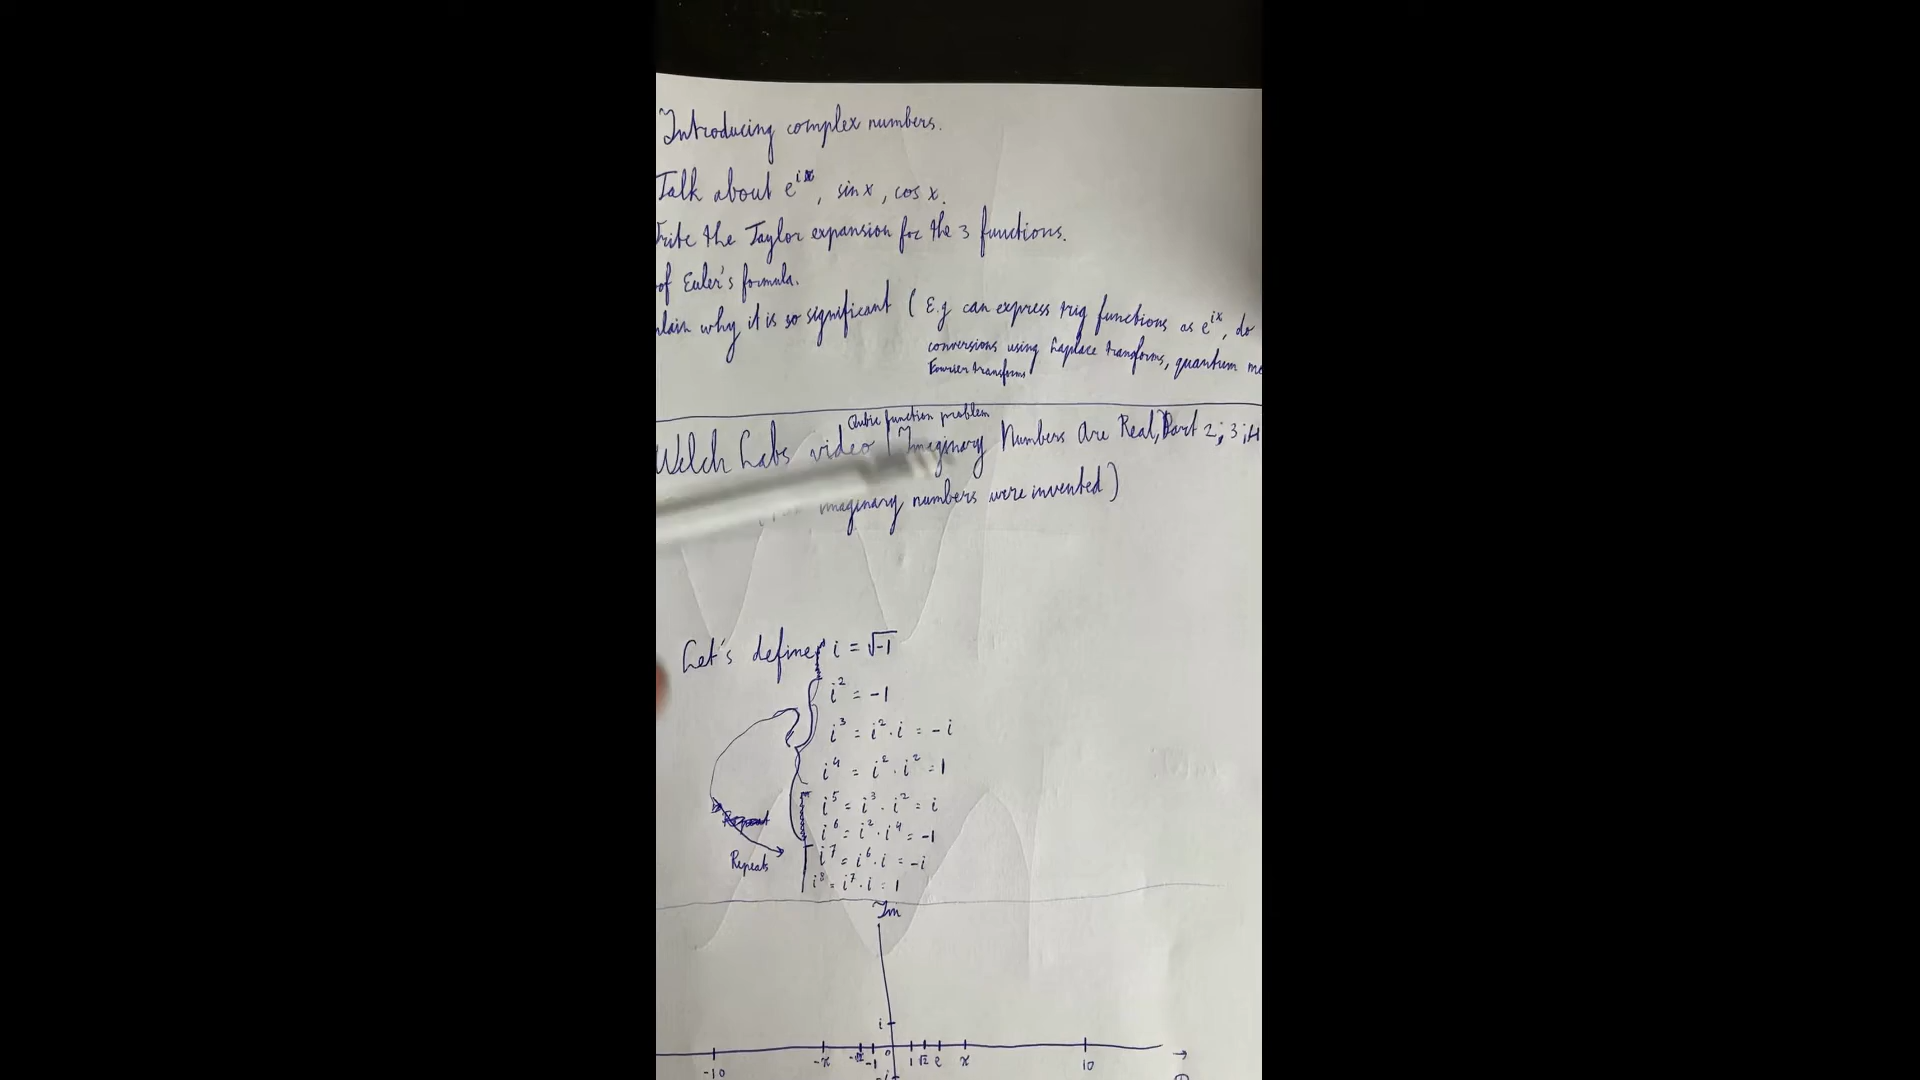 Introducing complex numbers.
Talk about e^ix, sin x, cos x.
rite the Taylor expansion for the 3 functions.
of Euler's formula.
lain why it is so significant ( E.g can express trig functions as e^ix, do
conversions using Laplace transforms, quantum me
Fourier transforms
Qubic function problem
Welch Labs video (Imaginary Numbers Are Real, Part 2; 3; 4
imaginary numbers were invented)
Let's define i = √-1
i² = -1
i³ = i² · i = -i
i⁴ = i² · i² = 1
i⁵ = i³ · i² = i
i⁶ = i² · i⁴ = -1
i⁷ = i⁶ · i = -i
Repeats
i⁸ = i⁷ · i = 1
Im
i
-10 -π -√2 -1 0 1 √2 e π 10
-i